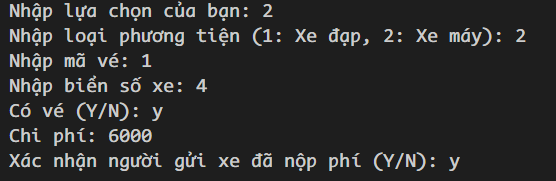 Nhập lựa chọn của bạn: 2
Nhập loại phương tiện (1: Xe đạp, 2: Xe máy): 2
Nhập mã vé: 1
Nhập biển số xe: 4
Có vé (Y/N): y
Chi phí: 6000
Xác nhận người gửi xe đã nộp phí (Y/N): y